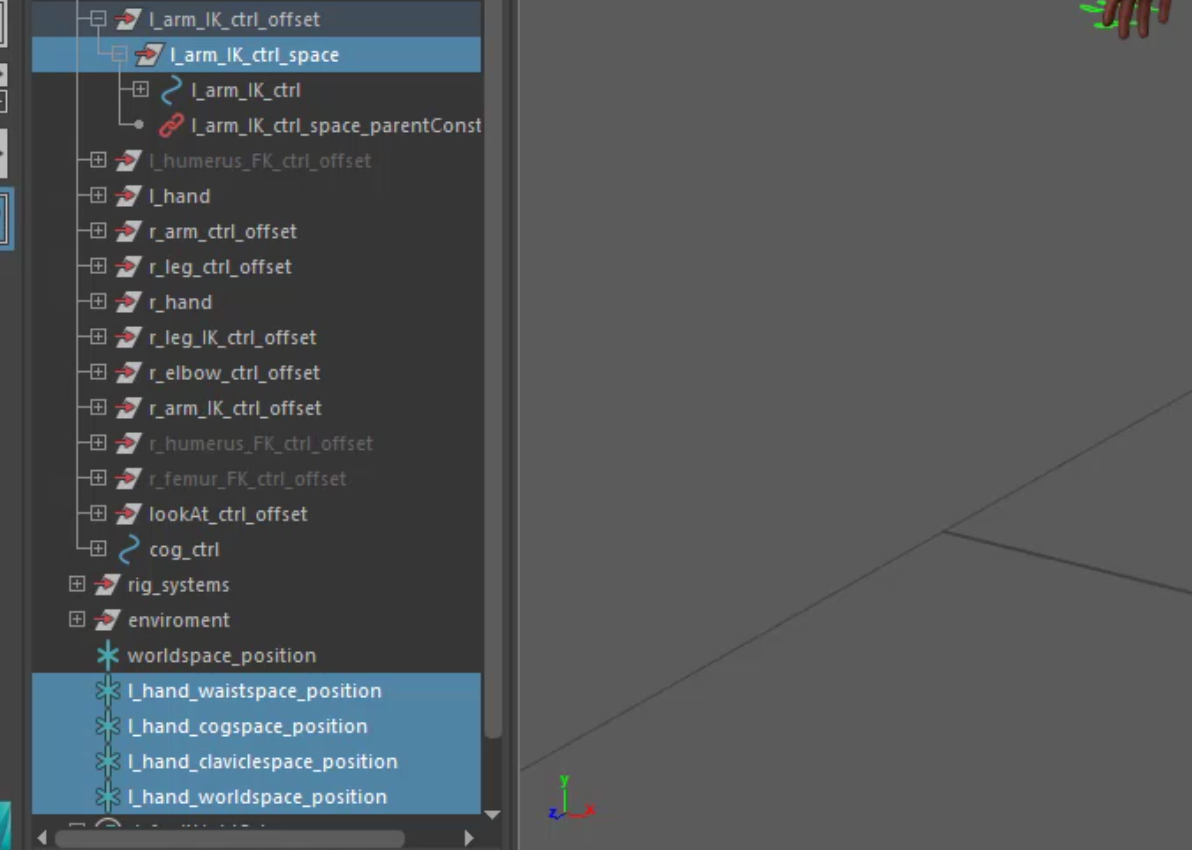 l_arm_IK_ctrl_offset
l_arm_IK_ctrl_space
l_arm_IK_ctrl
l_arm_IK_ctrl_space_parentConst
l_humerus_FK_ctrl_offset
l_hand
r_arm_ctrl_offset
r_leg_ctrl_offset
r_hand
r_leg_IK_ctrl_offset
r_elbow_ctrl_offset
r_arm_IK_ctrl_offset
r_humerus_FK_ctrl_offset
r_femur_FK_ctrl_offset
lookAt_ctrl_offset
cog_ctrl
rig_systems
enviroment
worldspace_position
l_hand_waistspace_position
l_hand_cogspace_position
l_hand_claviclespace_position
l_hand_worldspace_position
y
z x